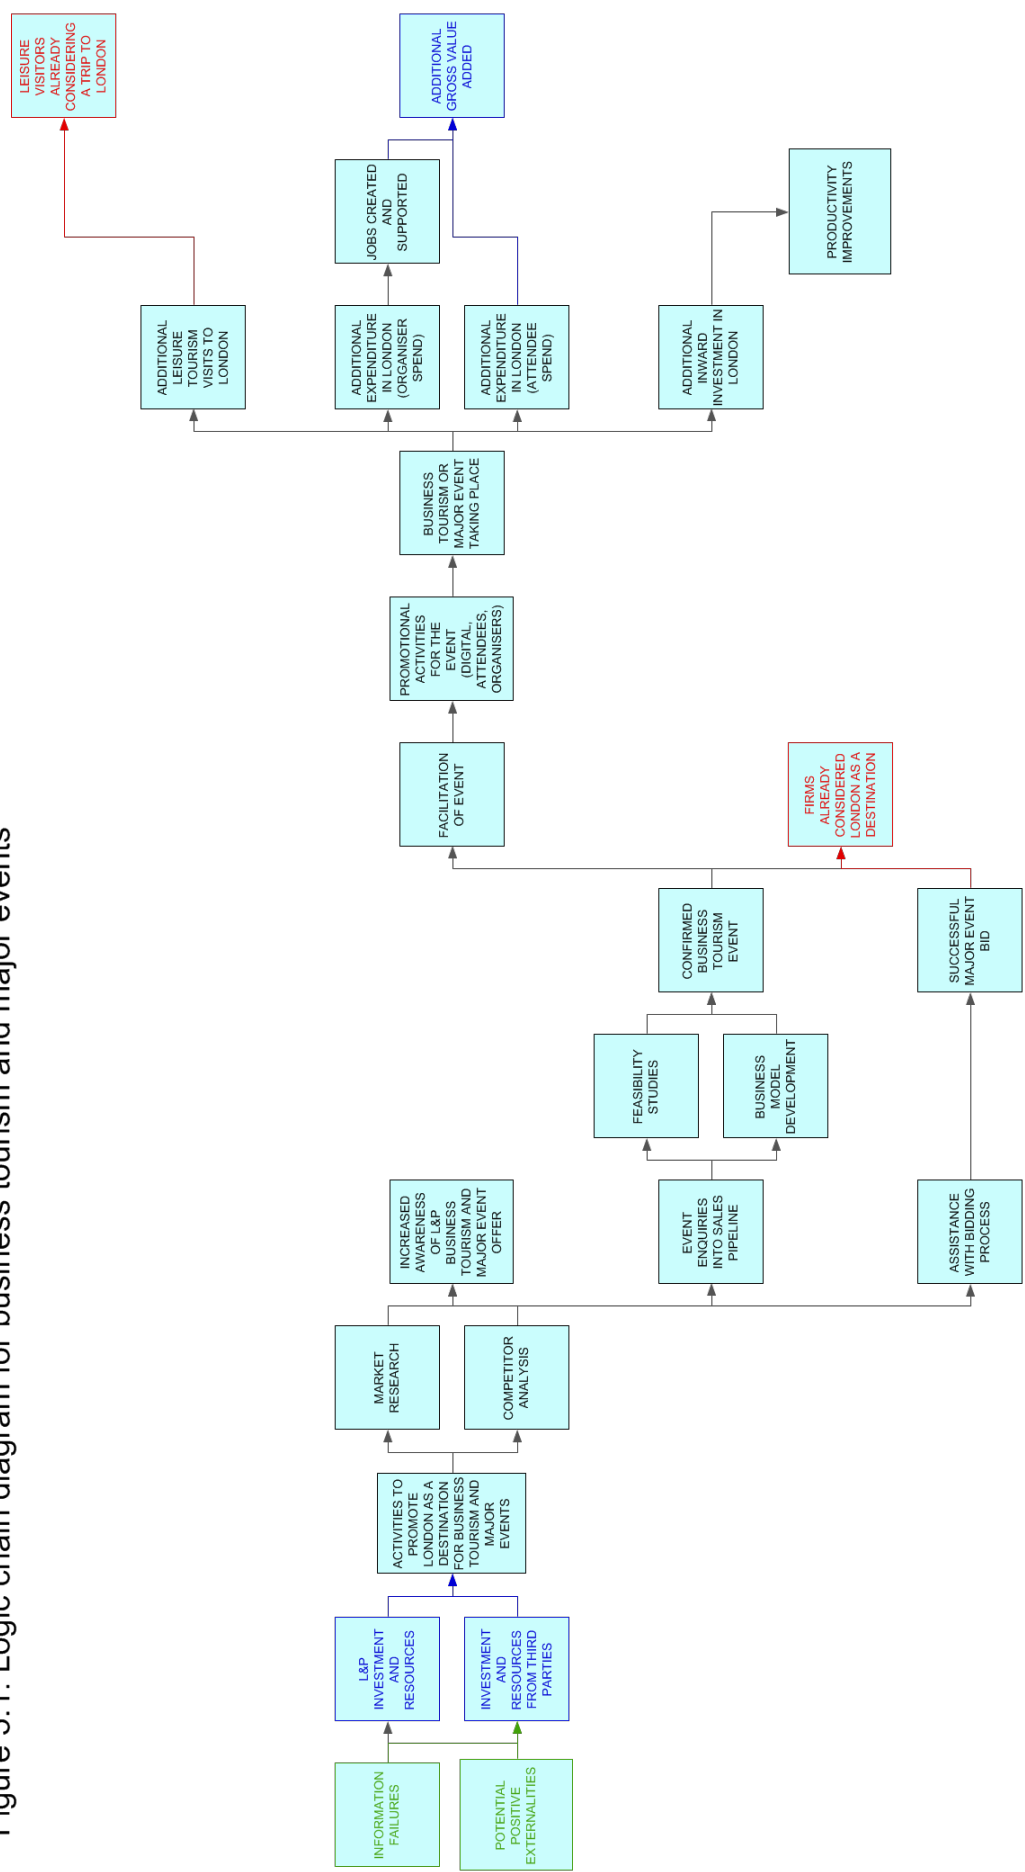 Figure 5.1: Logic chain diagram for business tourism and major events
INFORMATION
FAILURES
POTENTIAL
POSITIVE
EXTERNALITIES
L&P
INVESTMENT
AND
RESOURCES
INVESTMENT
AND
RESOURCES
FROM THIRD
PARTIES
ACTIVITIES TO
PROMOTE
LONDON AS A
DESTINATION
FOR BUSINESS
TOURISM AND
MAJOR
EVENTS
MARKET
RESEARCH
COMPETITOR
ANALYSIS
INCREASED
AWARENESS
OF L&P
BUSINESS
TOURISM AND
MAJOR EVENT
OFFER
EVENT
ENQUIRIES
INTO SALES
PIPELINE
ASSISTANCE
WITH BIDDING
PROCESS
FEASIBILITY
STUDIES
BUSINESS
MODEL
DEVELOPMENT
CONFIRMED
BUSINESS
TOURISM
EVENT
SUCCESSFUL
MAJOR EVENT
BID
FACILITATION
OF EVENT
FIRMS
ALREADY
CONSIDERED
LONDON AS A
DESTINATION
PROMOTIONAL
ACTIVITIES
FOR THE
EVENT
(DIGITAL,
ATTENDEES,
ORGANISERS)
BUSINESS
TOURISM OR
MAJOR EVENT
TAKING PLACE
ADDITIONAL
LEISURE
TOURISM
VISITS TO
LONDON
ADDITIONAL
EXPENDITURE
IN LONDON
(ORGANISER
SPEND)
ADDITIONAL
EXPENDITURE
IN LONDON
(ATTENDEE
SPEND)
ADDITIONAL
INWARD
INVESTMENT IN
LONDON
JOBS CREATED
AND
SUPPORTED
PRODUCTIVITY
IMPROVEMENTS
LEISURE
VISITORS
ALREADY
CONSIDERING
A TRIP TO
LONDON
ADDITIONAL
GROSS VALUE
ADDED